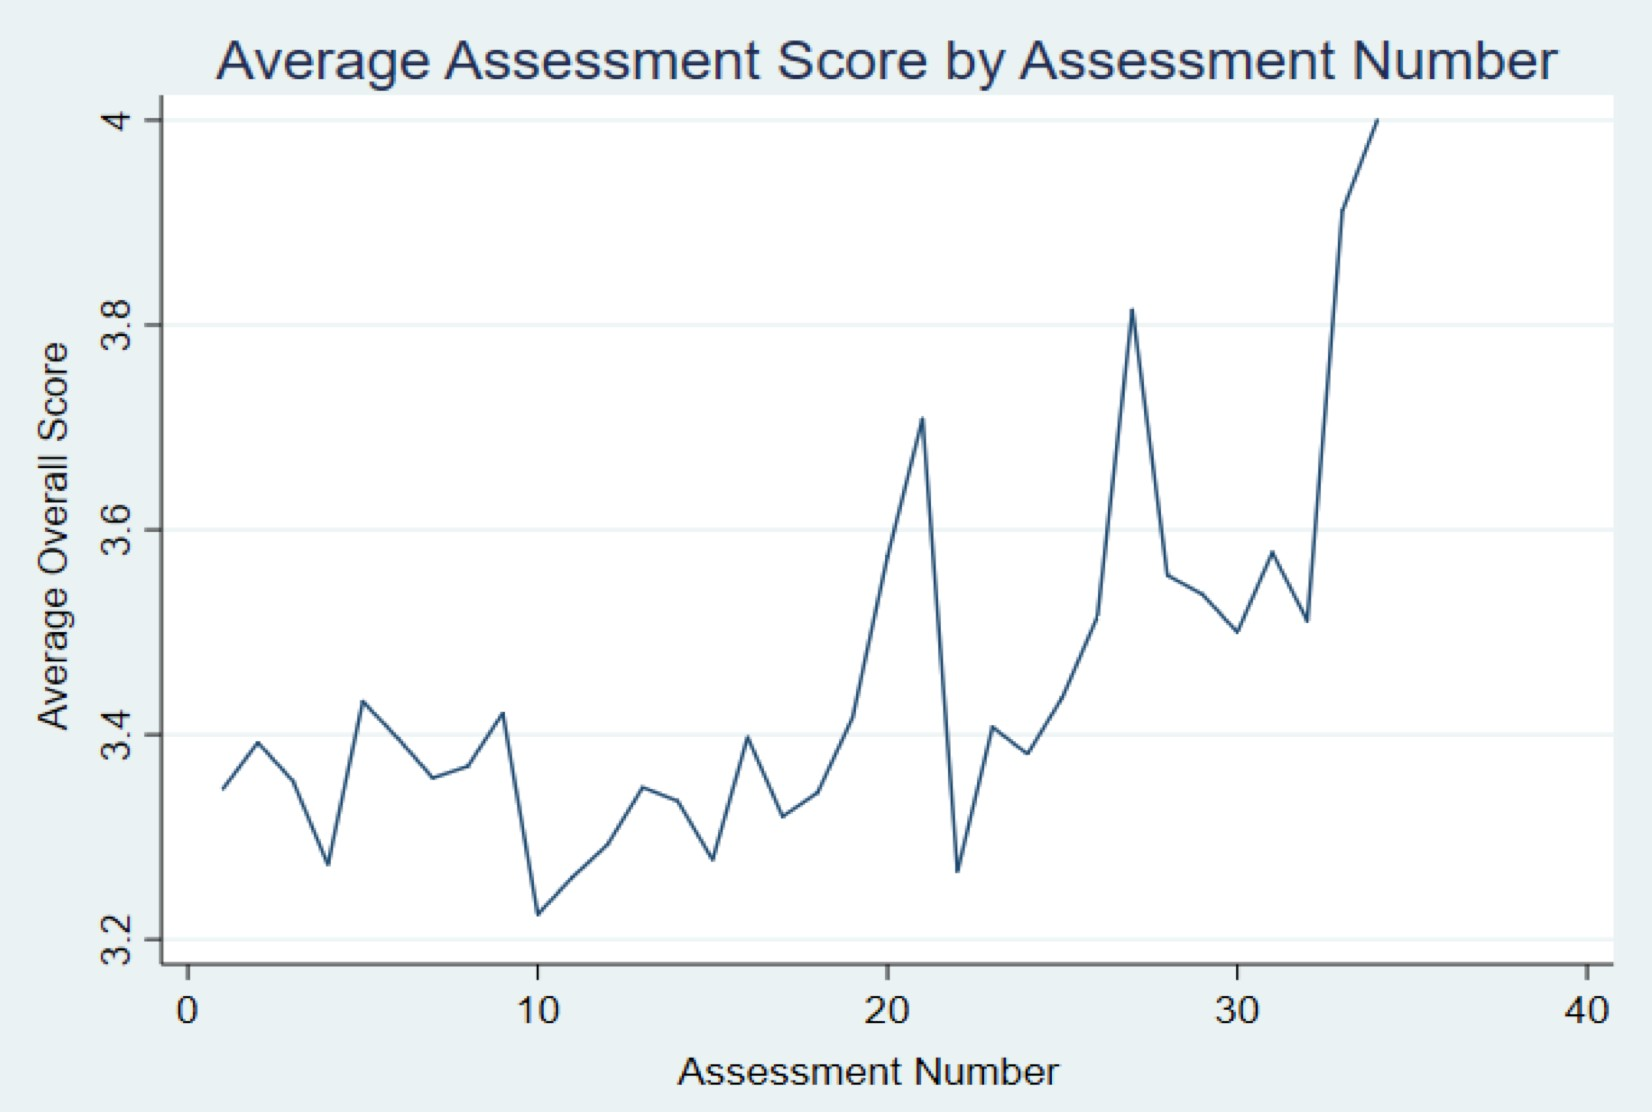 Average Assessment Score by Assessment Number
4
3.8
3.6
3.4
3.2
Average Overall Score
0 10 20 30 40
Assessment Number